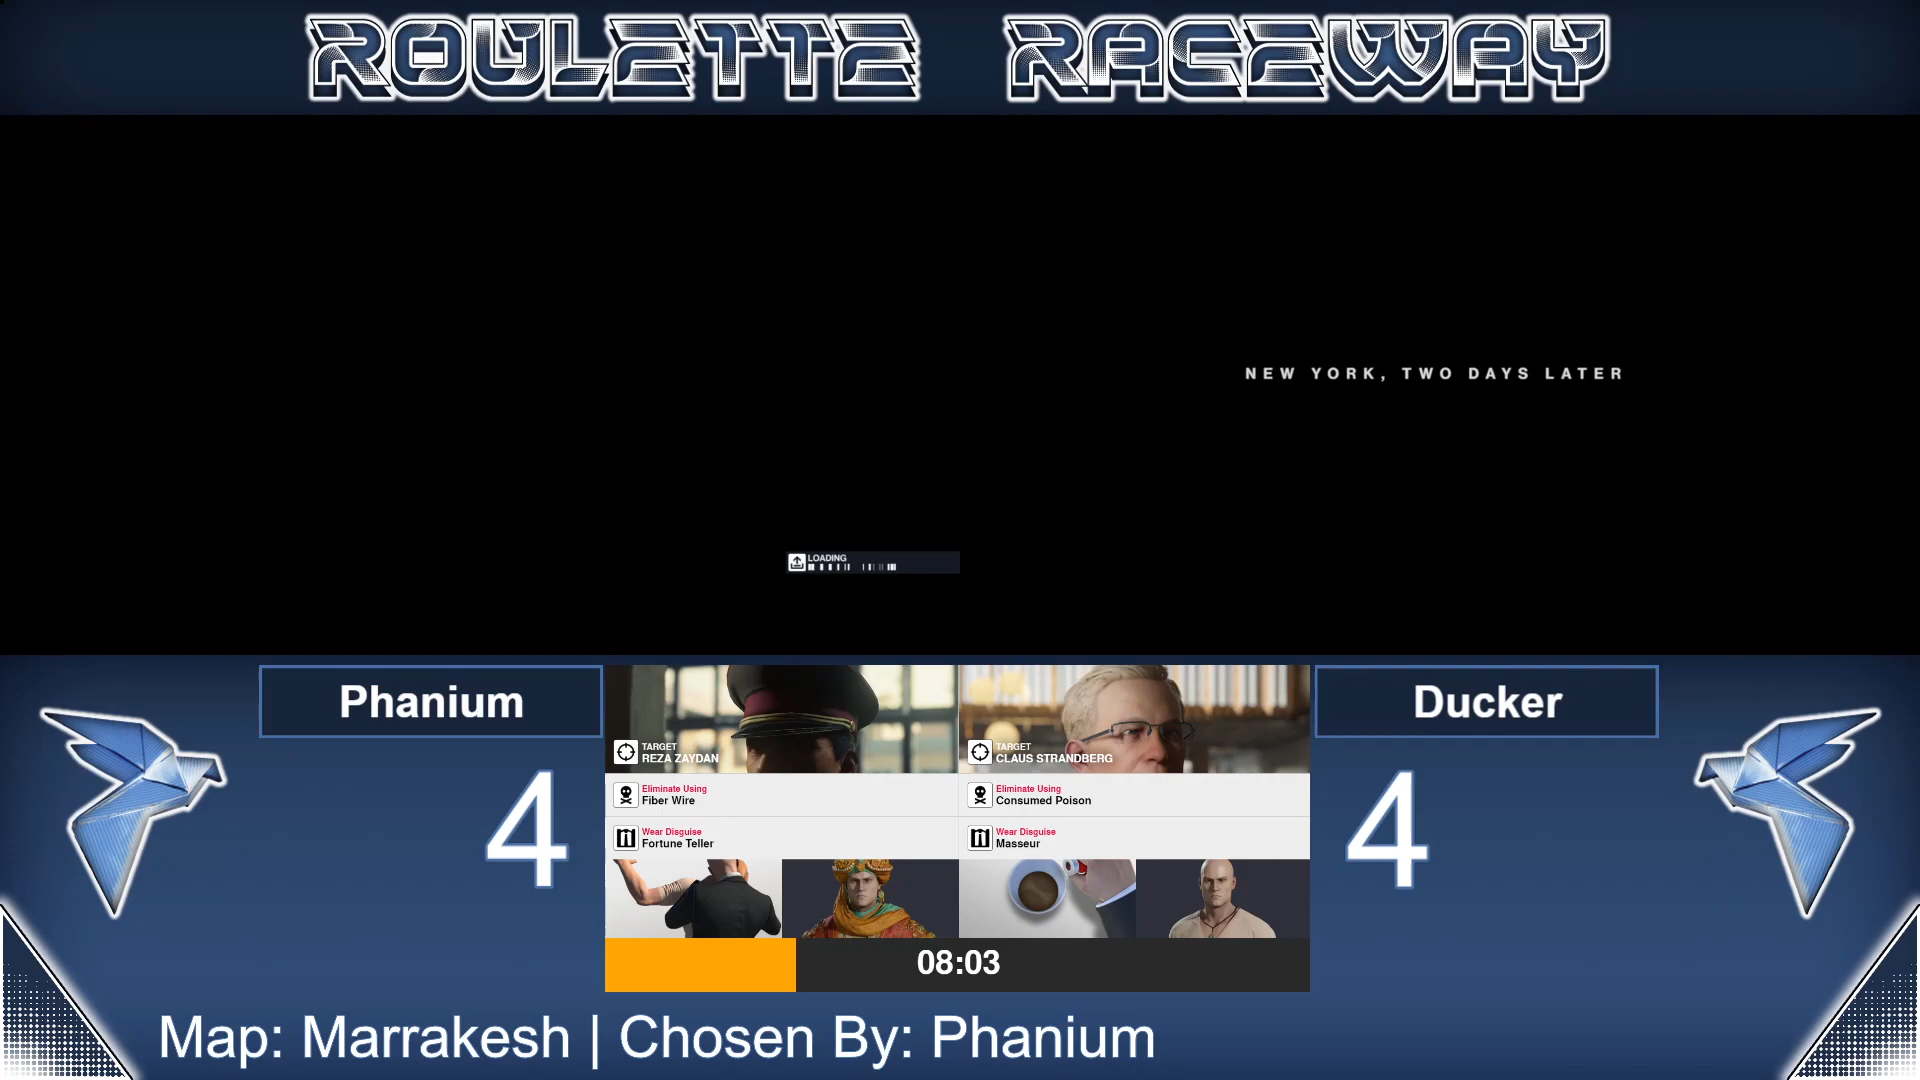 ROULETTE RACEWAY
NEW YORK, TWO DAYS LATER
LOADING
Phanium
4
TARGET
REZA ZAYDAN
Eliminate Using
Fiber Wire
Wear Disguise
Fortune Teller
TARGET
CLAUS STRANDBERG
Eliminate Using
Consumed Poison
Wear Disguise
Masseur
08:03
Ducker
4
Map: Marrakesh | Chosen By: Phanium